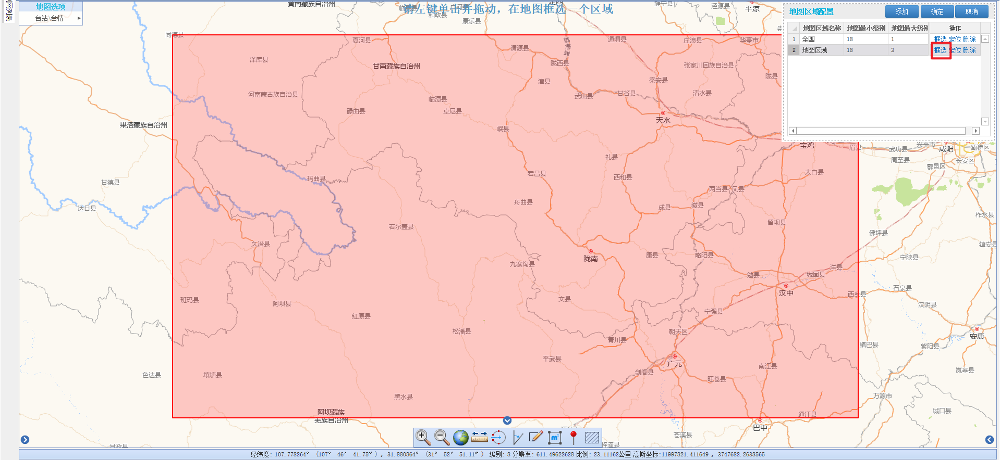 地图选项
台站\台情
请左键单击并拖动，在地图框选一个区域
地图区域配置
添加
确定
取消
地图区域名称 地图最小级别 地图最大级别 操作
1 全国 18 1 框选 定位 删除
2 地图区域 18 3 框选 定位 删除
黄南藏族自治州
和政县
康乐县
静宁县
泾源县
平凉
同德县
夏河县
渭源县
通渭县
庄浪县
华亭市
陇海线
泽库县
甘南藏族自治州
陇西县
张家川回族自治县
漳县
秦安县
陇县
河南蒙古族自治县
临潭县
武山县
甘谷县
清水县
碌曲县
卓尼县
天水
果洛藏族自治州
岷县
宝鸡
眉县
武功县
兴平市
咸阳
灞桥区
礼县
周至县
鄠邑区
长安区
宕昌县
西和县
太白县
甘德县
玛曲县
两当县
凤县
达日县
舟曲县
成县
徽县
柞水县
若尔盖县
留坝县
佛坪县
久治县
镇安县
陇南
康县
略阳县
宁陕县
九寨沟县
勉县
城固县
洋县
汉中
石泉县
西乡县
班玛县
阿坝县
文县
汉阴县
红原县
宁强县
松潘县
朝天区
安康
青川县
镇巴县
紫阳县
平武县
广元
南江县
色达县
壤塘县
剑阁县
旺苍县
岚皋县
黑水县
万源市
阿坝藏族
羌族自治州
通江县
城口县
巴中
苍溪县
甘孜县
梓潼县
m²
经纬度: 107.778264° (107° 46′ 41.75″) , 31.880864° (31° 52′ 51.11″) 级别: 8 分辨率: 611.49622628 比例: 23.11162公里 高斯坐标:11997821.411649 , 3747682.2638565